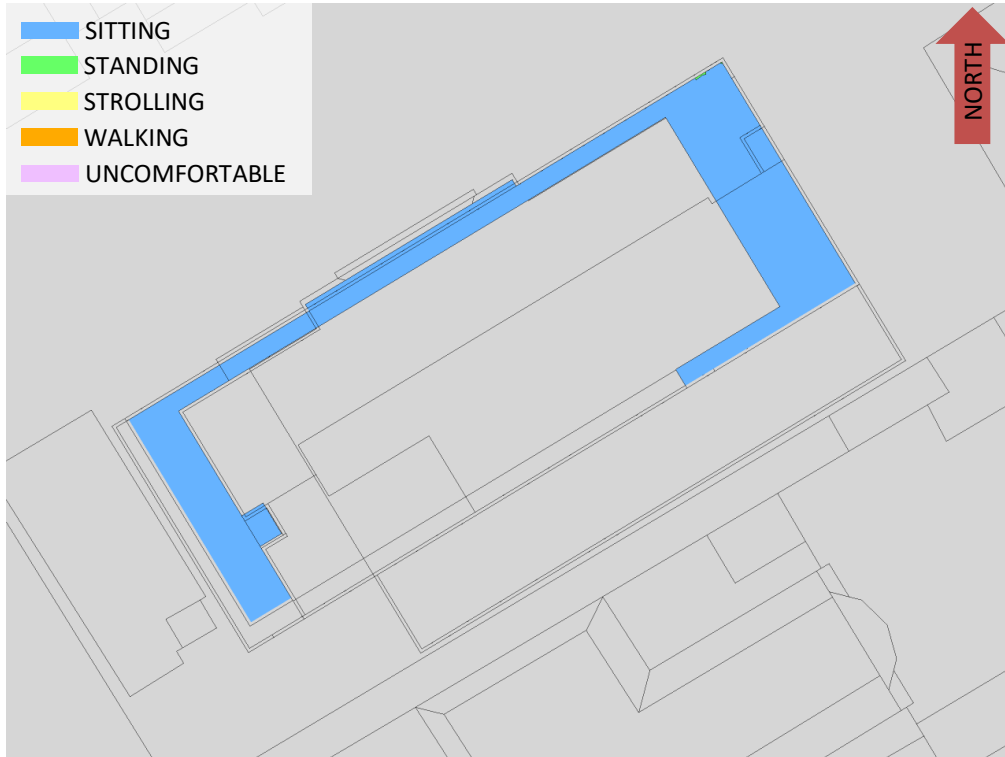 SITTING
STANDING
STROLLING
WALKING
UNCOMFORTABLE
NORTH